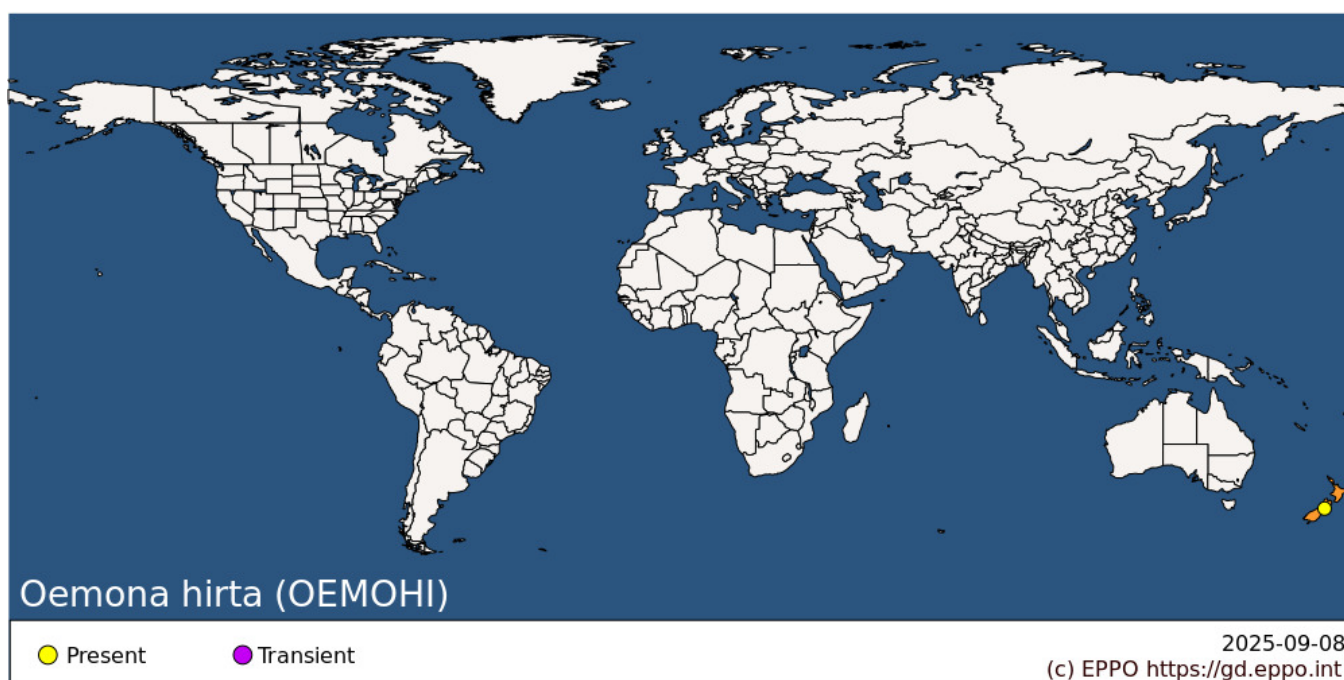 Oemona hirta (OEMOHI)
Present
Transient
2025-09-08
(c) EPPO https://gd.eppo.int